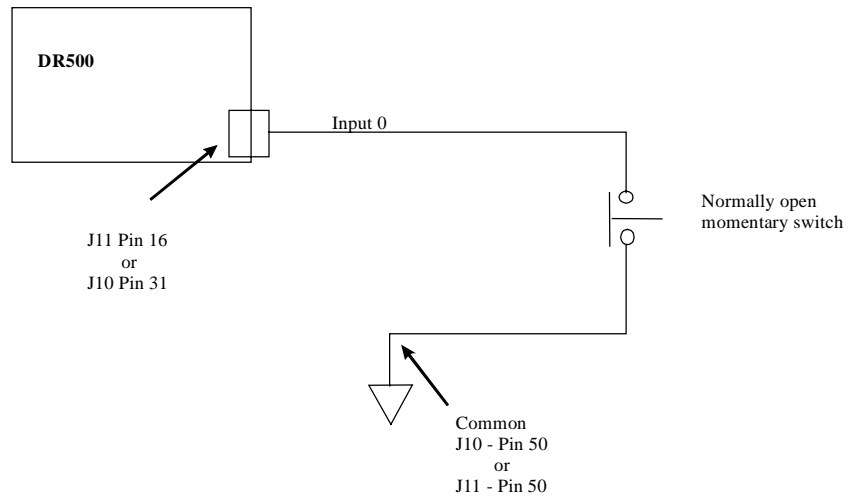 DR500
Input 0
Normally open
momentary switch
J11 Pin 16
or
J10 Pin 31
Common
J10 - Pin 50
or
J11 - Pin 50